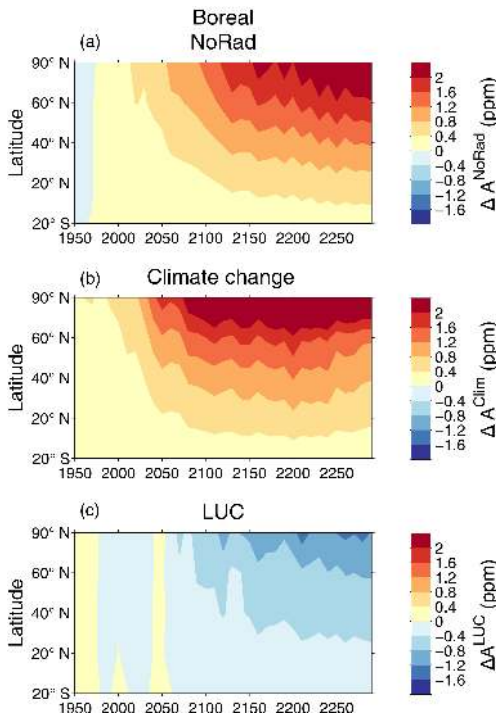 Boreal
NoRad
(a)
90° N
60° N
40° N
20° N
20° S
Latitude
1950 2000 2050 2100 2150 2200 2250
2
1.6
1.2
0.8
0.4
0
−0.4
−0.8
−1.2
−1.6
Δ A^NoRad (ppm)
Climate change
(b)
90° N
60° N
40° N
20° N
20° S
Latitude
1950 2000 2050 2100 2150 2200 2250
2
1.6
1.2
0.8
0.4
0
−0.4
−0.8
−1.2
−1.6
Δ A^Clim (ppm)
LUC
(c)
90° N
60° N
40° N
20° N
20° S
Latitude
1950 2000 2050 2100 2150 2200 2250
2
1.6
1.2
0.8
0.4
0
−0.4
−0.8
−1.2
−1.6
ΔA^LUC (ppm)